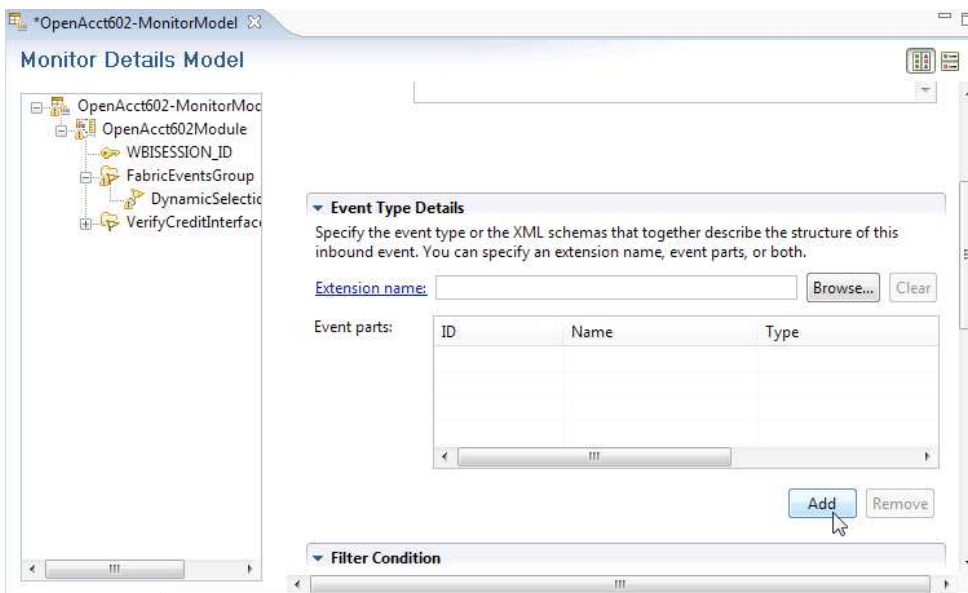 *OpenAcct602-MonitorModel
Monitor Details Model
OpenAcct602-MonitorMod
OpenAcct602Module
WBISESSION_ID
FabricEventsGroup
DynamicSelectio
VerifyCreditInterface
Event Type Details
Specify the event type or the XML schemas that together describe the structure of this
inbound event. You can specify an extension name, event parts, or both.
Extension name:
Browse...
Clear
Event parts:
ID
Name
Type
Add
Remove
Filter Condition